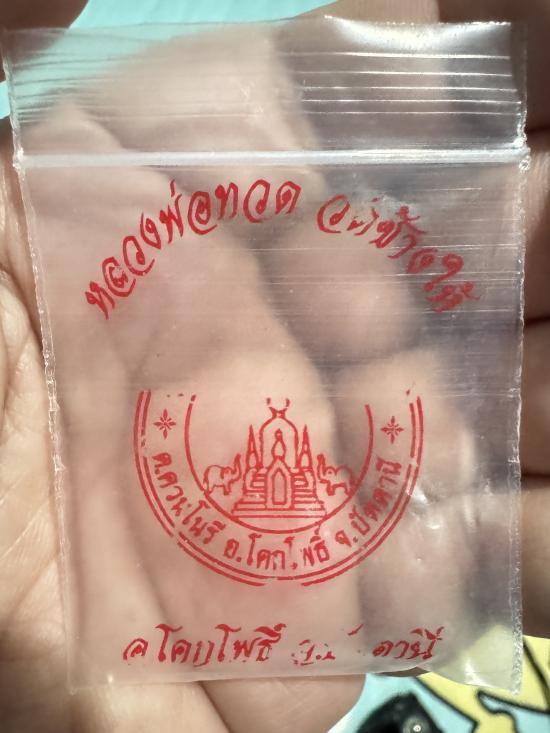 หลวงพ่อทวด วัดช้างให้
ต.ควนโนรี อ.โคกโพธิ์ จ.ปัตตานี
อ.โคกโพธิ์